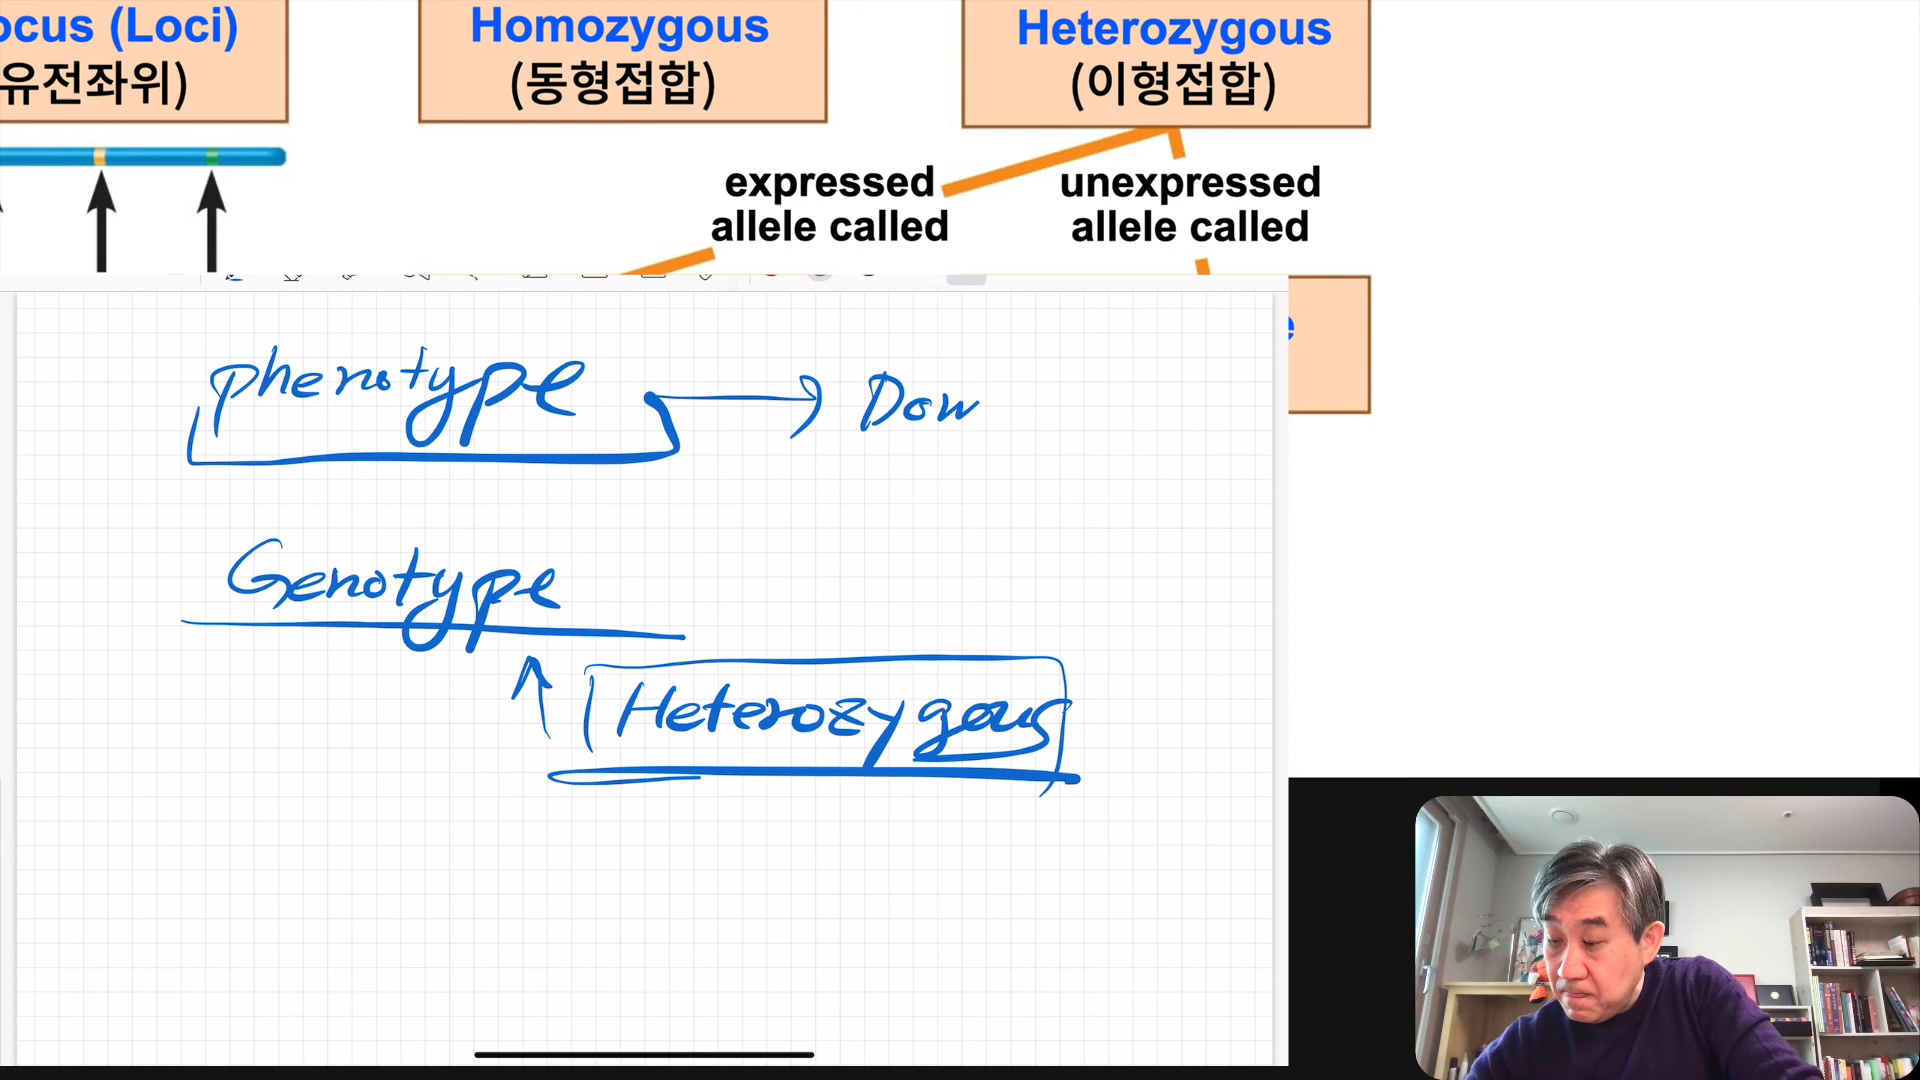 ocus (Loci)
유전좌위)
Homozygous
(동형접합)
Heterozygous
(이형접합)
expressed
allele called
unexpressed
allele called
e
phenotype → Dom
Genotype
↑ Heterozygous